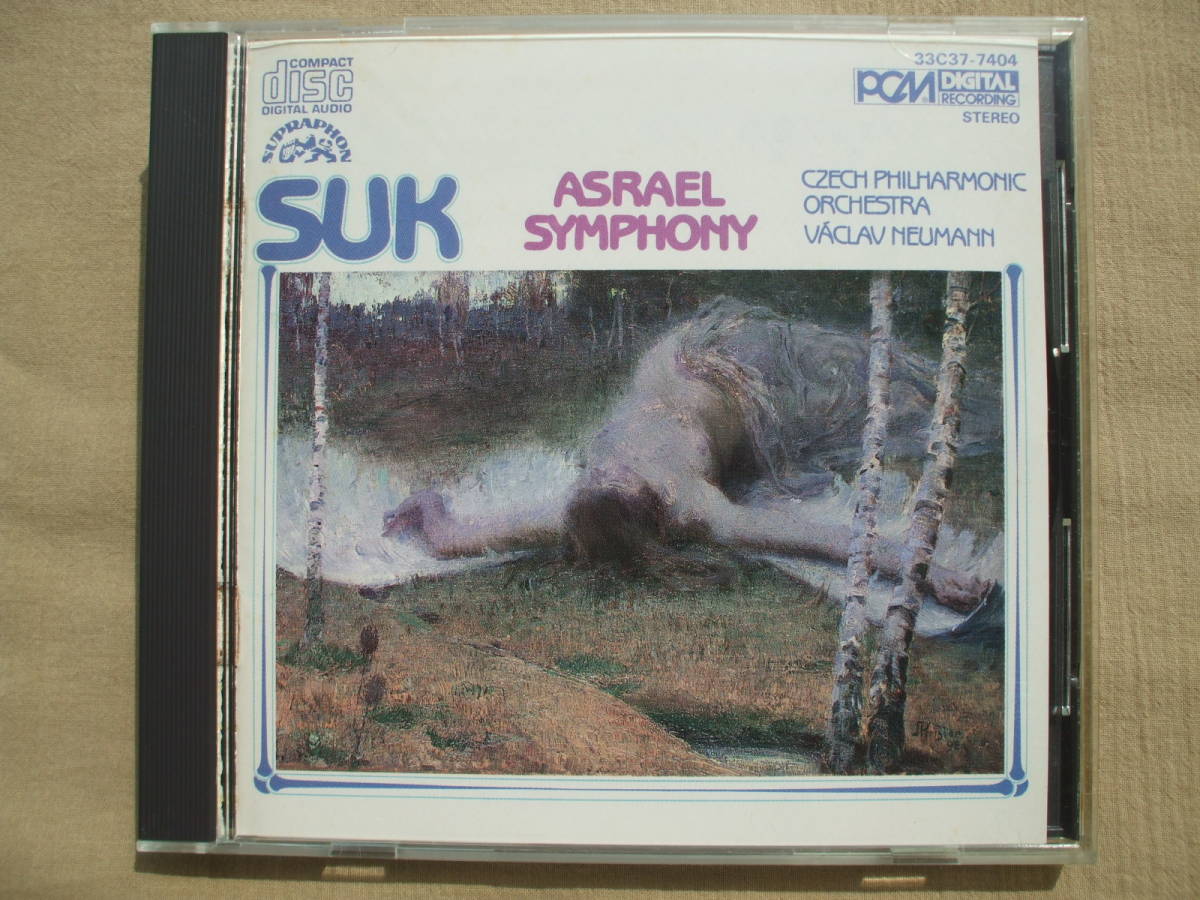 COMPACT
disc
DIGITAL AUDIO
SUPRAPHON
33C37-7404
PCM DIGITAL RECORDING
STEREO
SUK
ASRAEL
SYMPHONY
CZECH PHILHARMONIC
ORCHESTRA
VÁCLAV NEUMANN